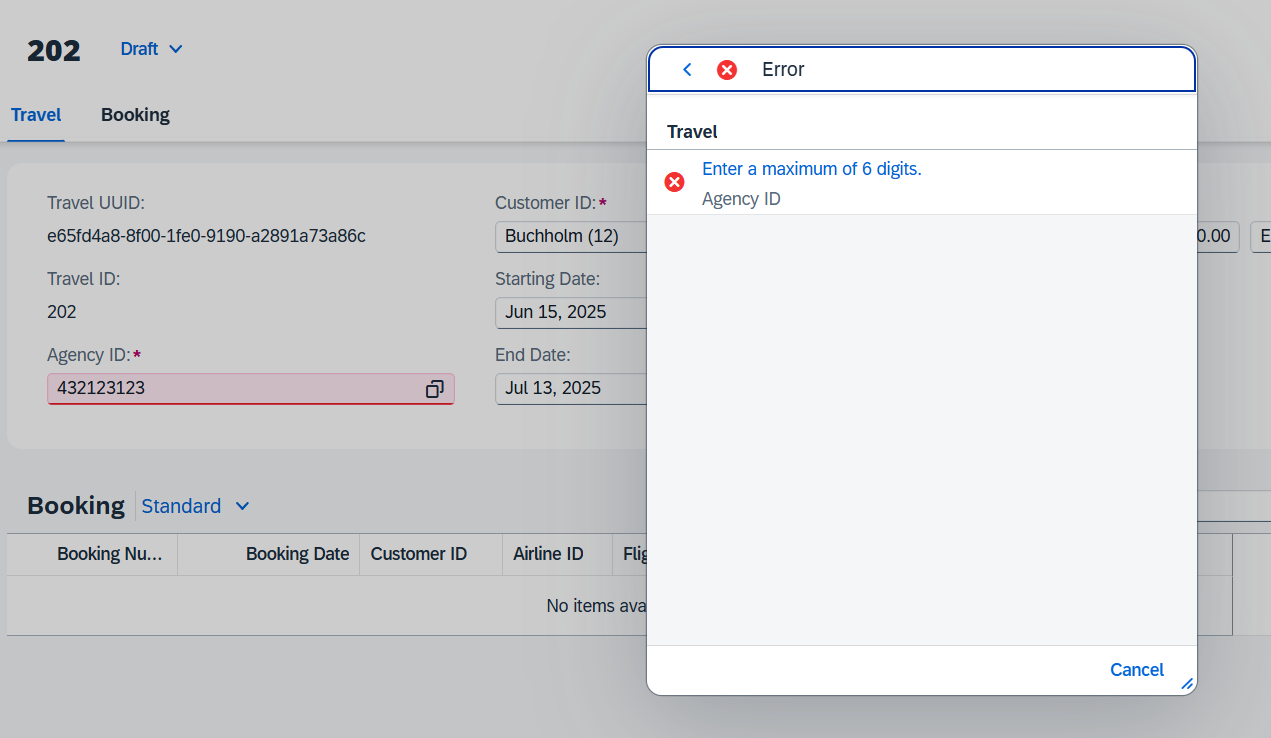 202 Draft
Travel Booking
Travel UUID:
e65fd4a8-8f00-1fe0-9190-a2891a73a86c
Travel ID:
202
Agency ID:*
432123123
Customer ID:*
Buchholm (12)
Starting Date:
Jun 15, 2025
End Date:
Jul 13, 2025
0.00
E
Booking Standard
Booking Nu... Booking Date Customer ID Airline ID Flig
No items ava
Error
Travel
Enter a maximum of 6 digits.
Agency ID
Cancel